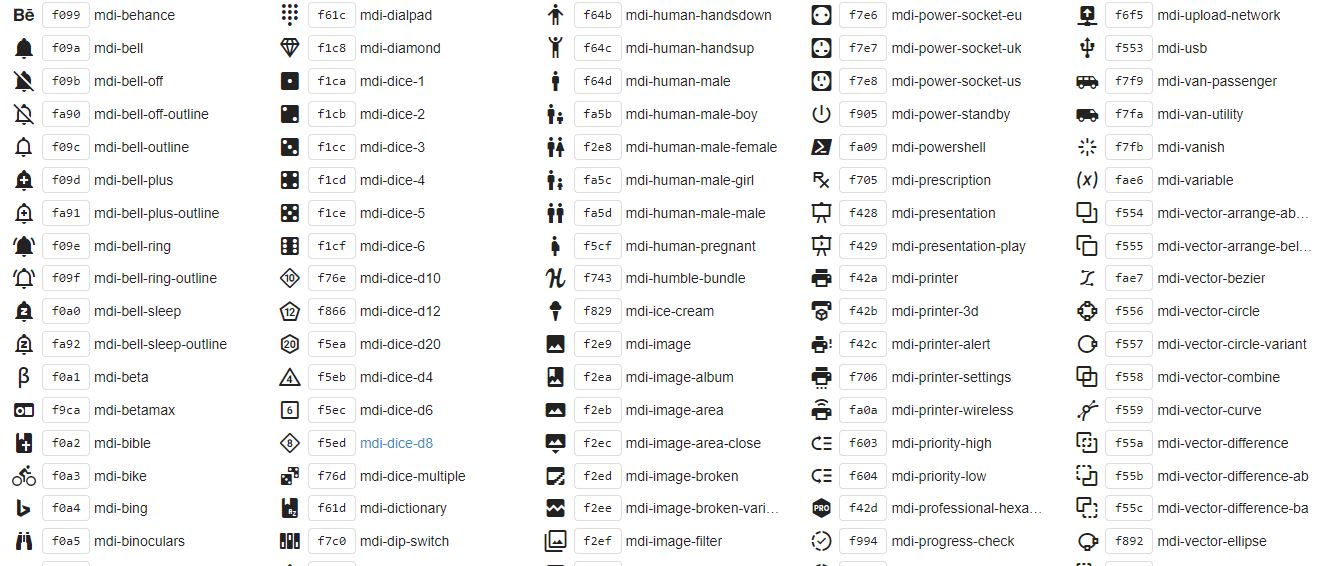 Bē f099 mdi-behance
f09a mdi-bell
f09b mdi-bell-off
fa90 mdi-bell-off-outline
f09c mdi-bell-outline
f09d mdi-bell-plus
fa91 mdi-bell-plus-outline
f09e mdi-bell-ring
f09f mdi-bell-ring-outline
f0a0 mdi-bell-sleep
fa92 mdi-bell-sleep-outline
β f0a1 mdi-beta
f9ca mdi-betamax
f0a2 mdi-bible
f0a3 mdi-bike
f0a4 mdi-bing
f0a5 mdi-binoculars
f61c mdi-dialpad
f1c8 mdi-diamond
f1ca mdi-dice-1
f1cb mdi-dice-2
f1cc mdi-dice-3
f1cd mdi-dice-4
f1ce mdi-dice-5
f1cf mdi-dice-6
10 f76e mdi-dice-d10
12 f866 mdi-dice-d12
20 f5ea mdi-dice-d20
4 f5eb mdi-dice-d4
6 f5ec mdi-dice-d6
8 f5ed mdi-dice-d8
f76d mdi-dice-multiple
f61d mdi-dictionary
f7c0 mdi-dip-switch
f64b mdi-human-handsdown
f64c mdi-human-handsup
f64d mdi-human-male
fa5b mdi-human-male-boy
f2e8 mdi-human-male-female
fa5c mdi-human-male-girl
fa5d mdi-human-male-male
f5cf mdi-human-pregnant
f743 mdi-humble-bundle
f829 mdi-ice-cream
f2e9 mdi-image
f2ea mdi-image-album
f2eb mdi-image-area
f2ec mdi-image-area-close
f2ed mdi-image-broken
f2ee mdi-image-broken-vari...
f2ef mdi-image-filter
f7e6 mdi-power-socket-eu
f7e7 mdi-power-socket-uk
f7e8 mdi-power-socket-us
f905 mdi-power-standby
fa09 mdi-powershell
f705 mdi-prescription
f428 mdi-presentation
f429 mdi-presentation-play
f42a mdi-printer
f42b mdi-printer-3d
f42c mdi-printer-alert
f706 mdi-printer-settings
fa0a mdi-printer-wireless
f603 mdi-priority-high
f604 mdi-priority-low
PRO f42d mdi-professional-hexa...
f994 mdi-progress-check
f6f5 mdi-upload-network
f553 mdi-usb
f7f9 mdi-van-passenger
f7fa mdi-van-utility
f7fb mdi-vanish
(x) fae6 mdi-variable
f554 mdi-vector-arrange-ab...
f555 mdi-vector-arrange-bel...
fae7 mdi-vector-bezier
f556 mdi-vector-circle
f557 mdi-vector-circle-variant
f558 mdi-vector-combine
f559 mdi-vector-curve
f55a mdi-vector-difference
f55b mdi-vector-difference-ab
f55c mdi-vector-difference-ba
f892 mdi-vector-ellipse